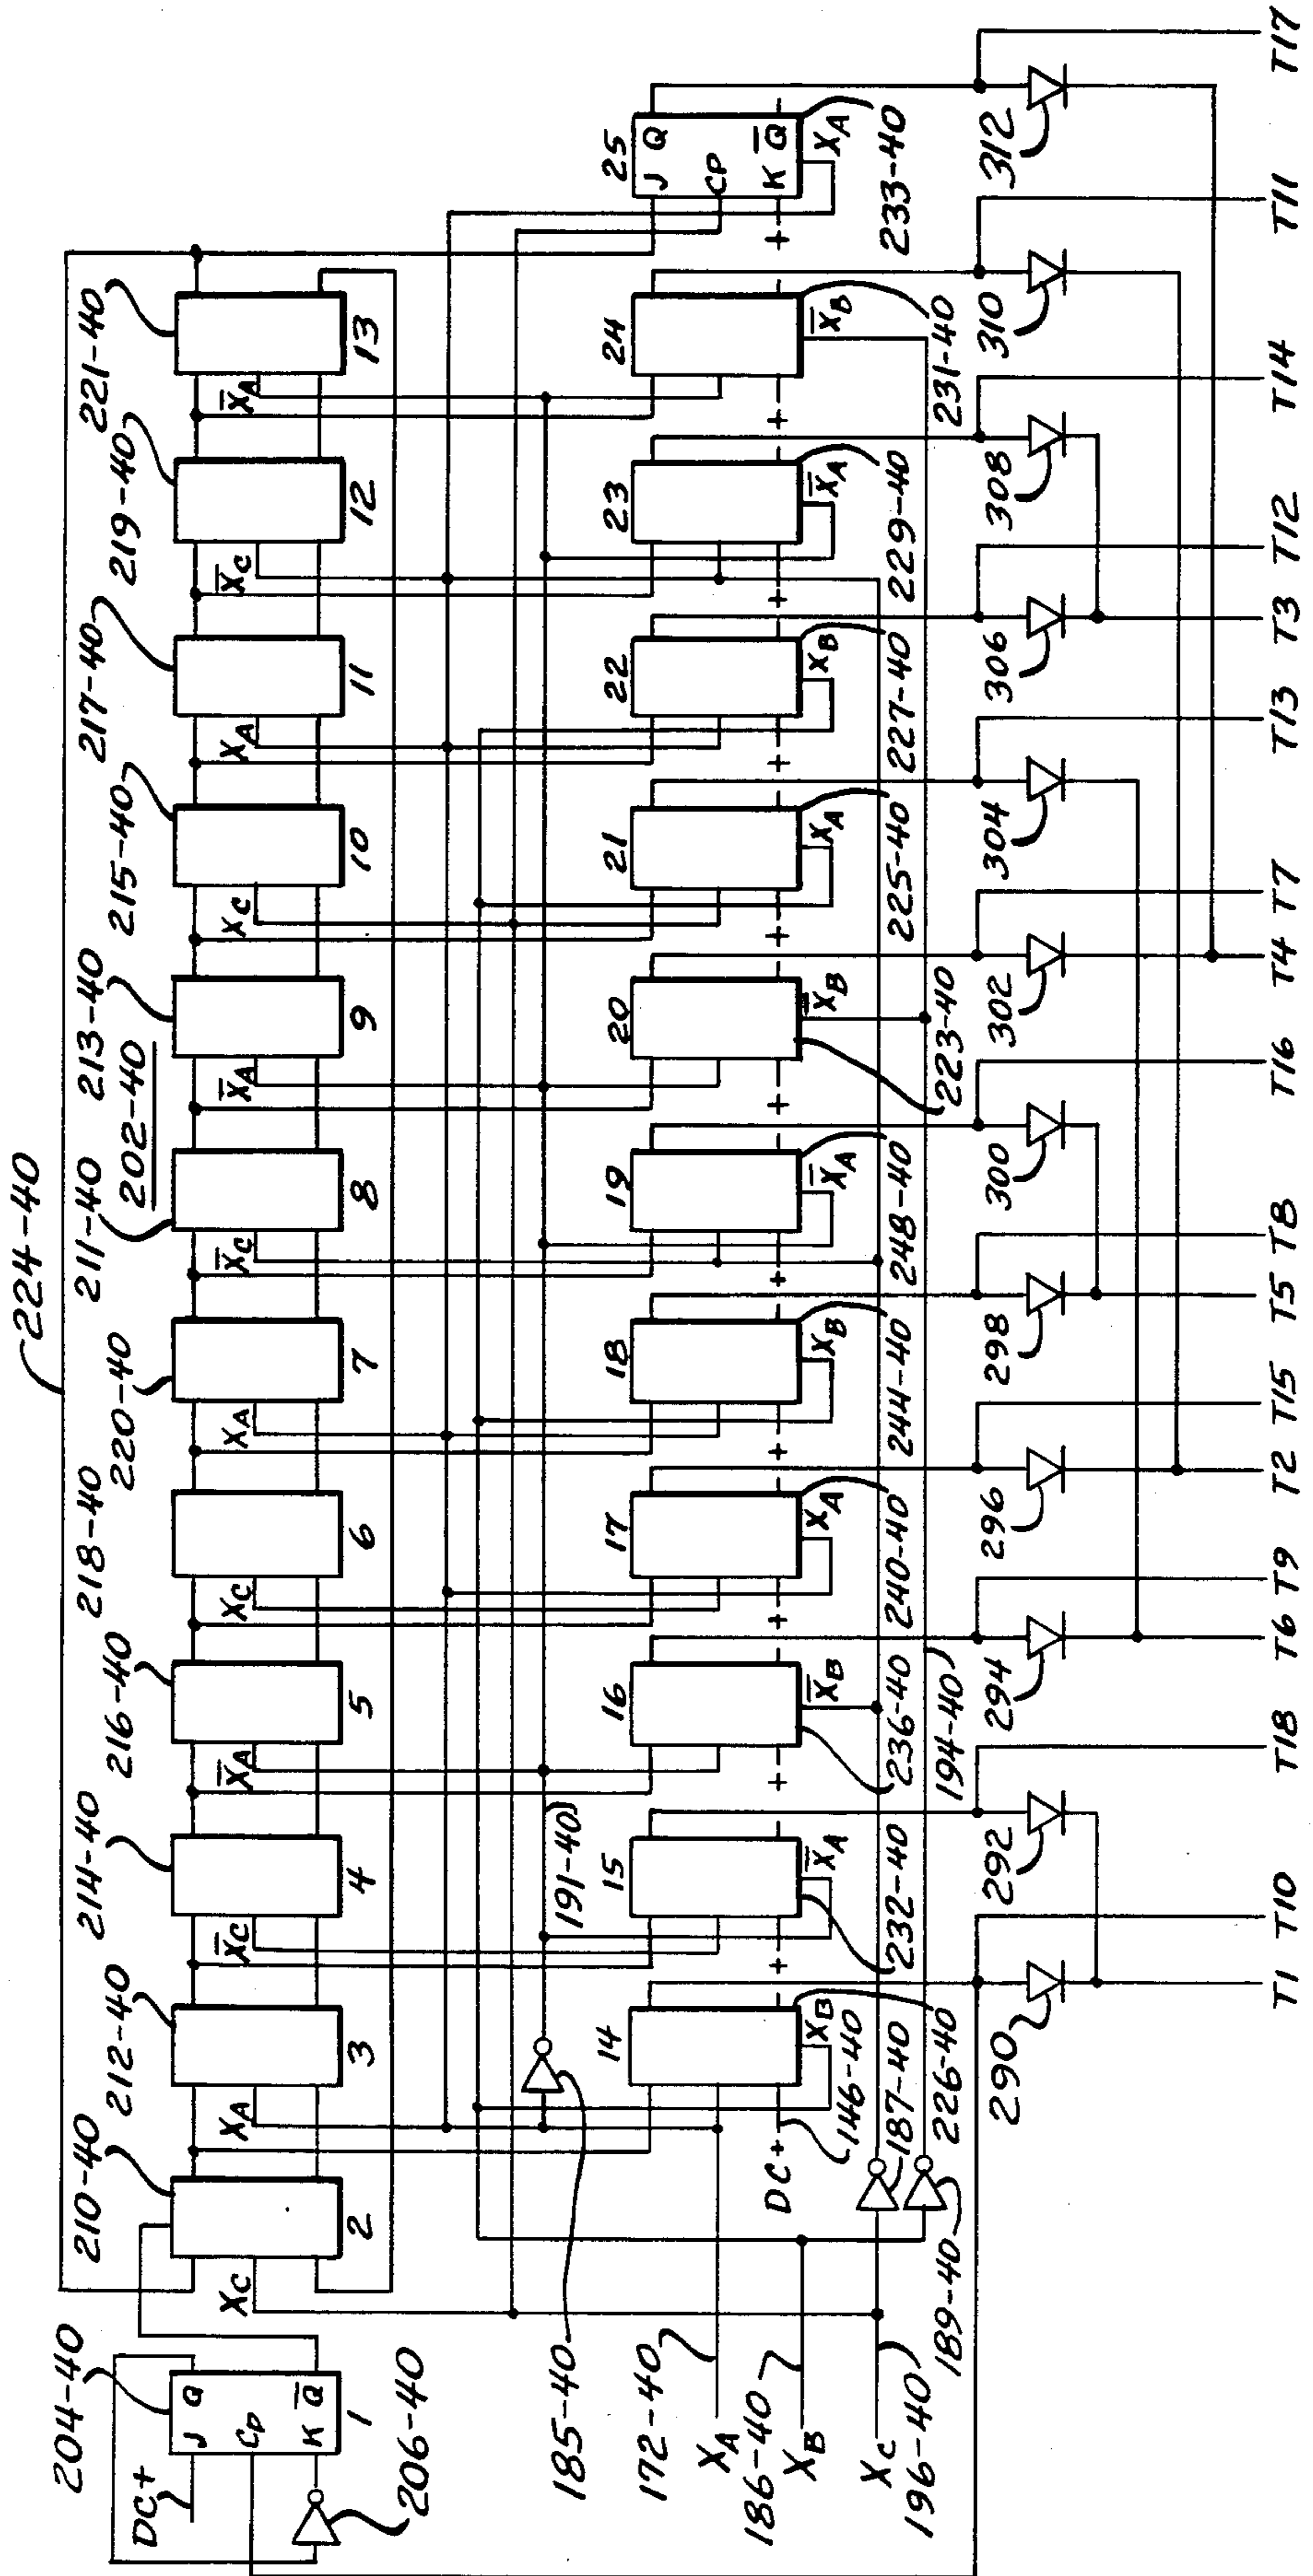 224-40
204-40
DC+
J Q
CP
K Q̅
1
206-40
210-40
212-40
214-40
216-40
218-40
220-40
211-40
202-40
213-40
215-40
217-40
219-40
221-40
XC
XA
X̅C
X̅A
XC
XA
X̅C
X̅A
XC
XA
X̅C
X̅A
2
3
4
5
6
7
8
9
10
11
12
13
185-40
191-40
172-40
XA
186-40
XB
XC
196-40
189-40
187-40
DC+
146-40
14
15
16
17
18
19
20
21
22
23
24
25
J Q
CP
K Q̅
XB
X̅A
X̅B
XA
XB
X̅A
X̅B
XA
XB
X̅A
X̅B
XA
226-40
232-40
236-40
194-40
240-40
244-40
248-40
223-40
225-40
227-40
229-40
231-40
233-40
290
292
294
296
298
300
302
304
306
308
310
312
T1 T10 T18 T6 T9 T2 T15 T5 T8 T16 T4 T7 T13 T3 T12 T14 T11 T17